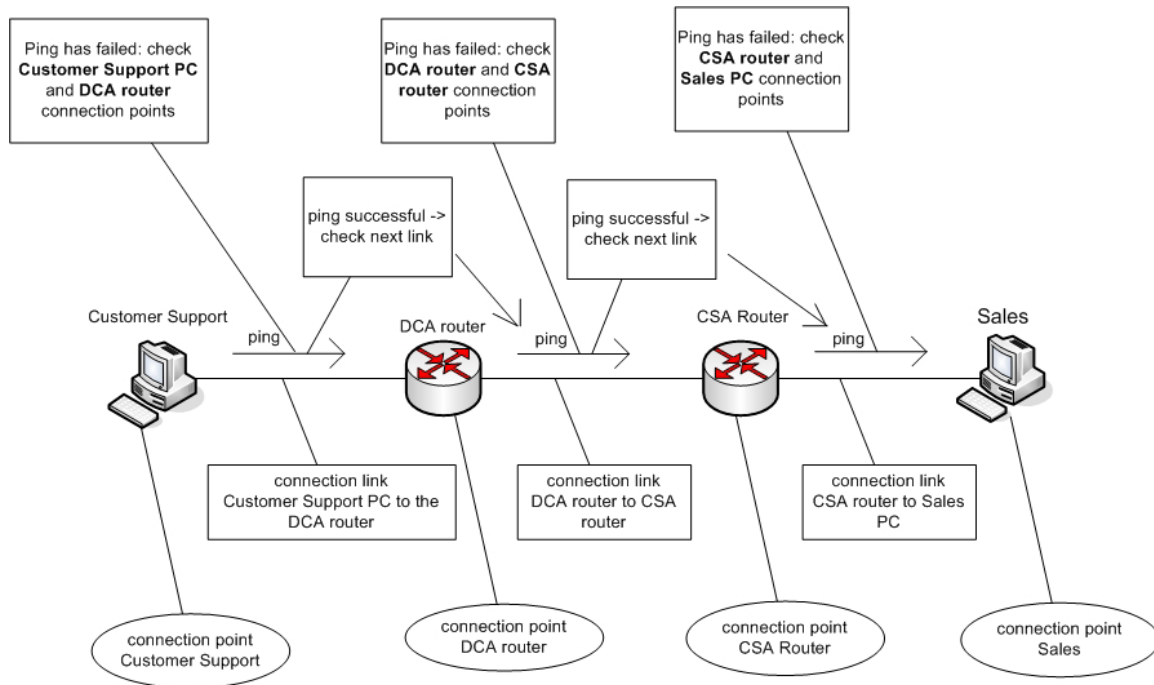 Ping has failed: check
Customer Support PC
and DCA router
connection points
Ping has failed: check
DCA router and CSA
router connection
points
Ping has failed: check
CSA router and
Sales PC connection
points
ping successful ->
check next link
ping successful ->
check next link
Customer Support
ping
DCA router
ping
CSA Router
ping
Sales
connection link
Customer Support PC to the
DCA router
connection link
DCA router to CSA
router
connection link
CSA router to Sales
PC
connection point
Customer Support
connection point
DCA router
connection point
CSA Router
connection point
Sales